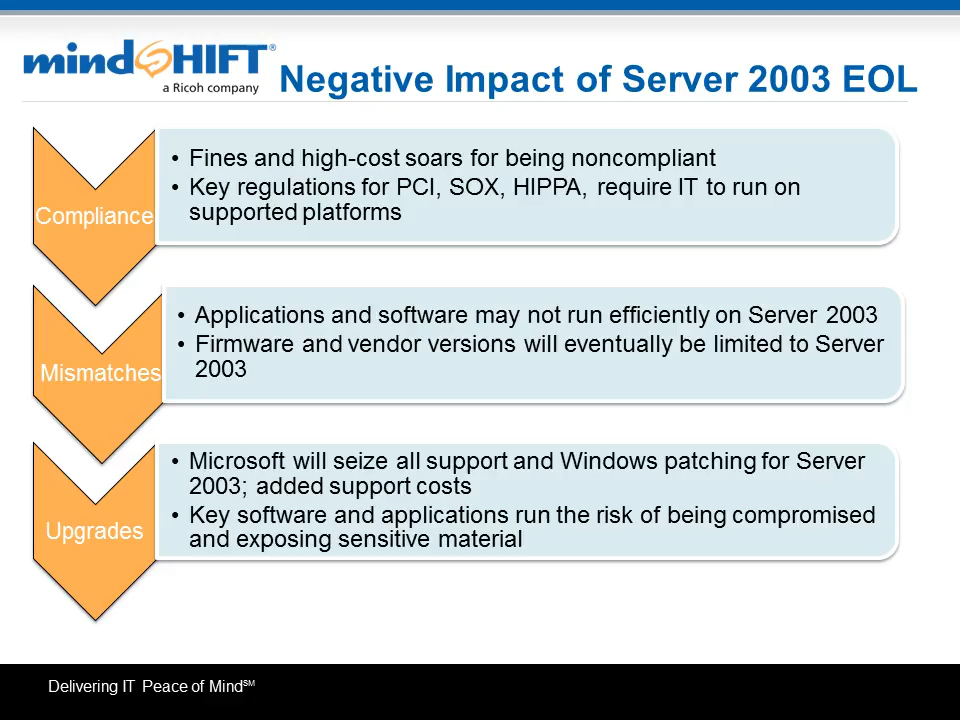 mindSHIFT®
a Ricoh company
Negative Impact of Server 2003 EOL
Compliance
• Fines and high-cost soars for being noncompliant
• Key regulations for PCI, SOX, HIPPA, require IT to run on
supported platforms
Mismatches
• Applications and software may not run efficiently on Server 2003
• Firmware and vendor versions will eventually be limited to Server
2003
Upgrades
• Microsoft will seize all support and Windows patching for Server
2003; added support costs
• Key software and applications run the risk of being compromised
and exposing sensitive material
Delivering IT Peace of Mind℠